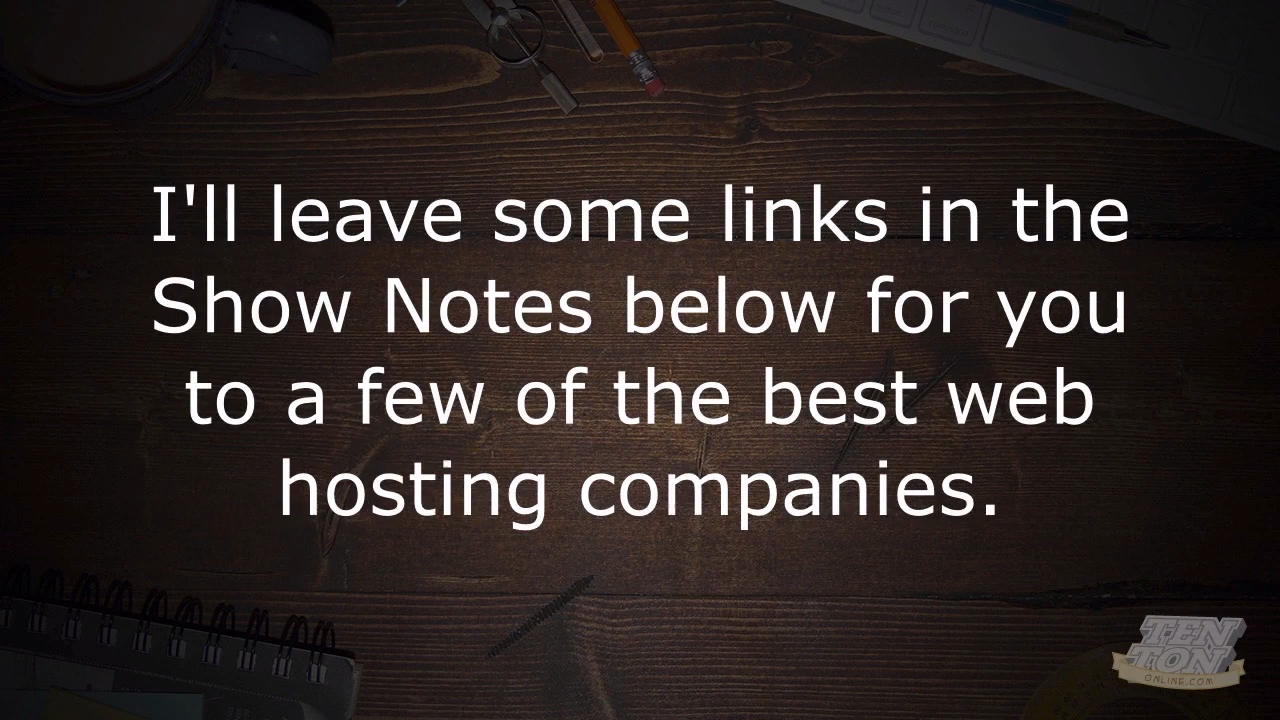 I'll leave some links in the
Show Notes below for you
to a few of the best web
hosting companies.
TEN
TON
ONLINE.COM